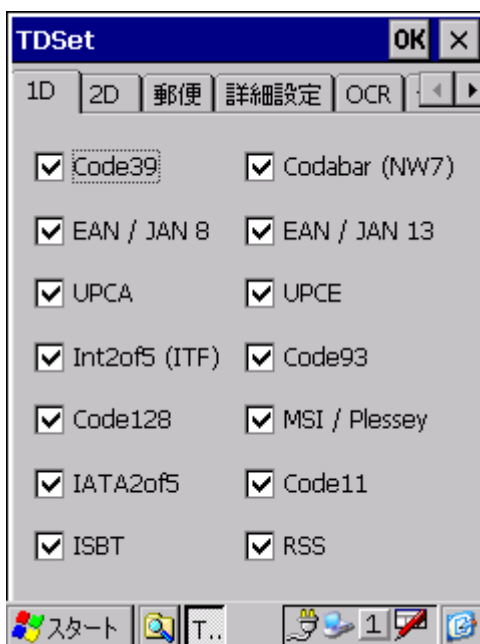 TDSet OK ×
1D 2D 郵便 詳細設定 OCR
Code39 Codabar (NW7)
EAN / JAN 8 EAN / JAN 13
UPCA UPCE
Int2of5 (ITF) Code93
Code128 MSI / Plessey
IATA2of5 Code11
ISBT RSS
スタート T.. 1